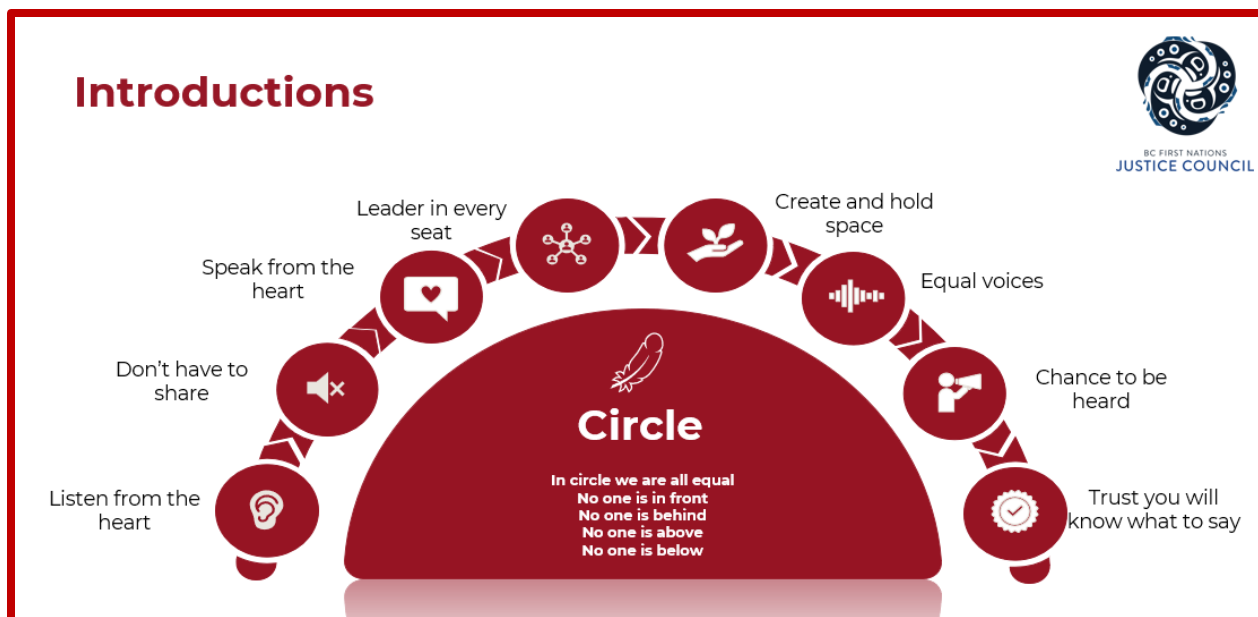 Introductions
BC FIRST NATIONS
JUSTICE COUNCIL
Listen from the
heart
Don’t have to
share
Speak from the
heart
Leader in every
seat
Create and hold
space
Equal voices
Chance to be
heard
Trust you will
know what to say
Circle
In circle we are all equal
No one is in front
No one is behind
No one is above
No one is below